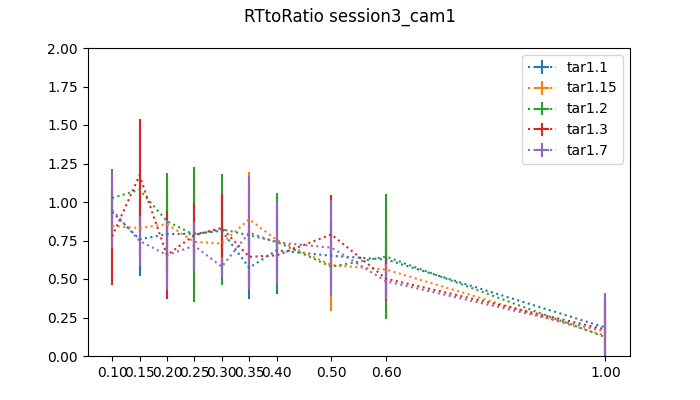 RTtoRatio session3_cam1
2.00
1.75
1.50
1.25
1.00
0.75
0.50
0.25
0.00
tar1.1
tar1.15
tar1.2
tar1.3
tar1.7
0.10 0.15 0.20 0.25 0.30 0.35 0.40 0.50 0.60 1.00